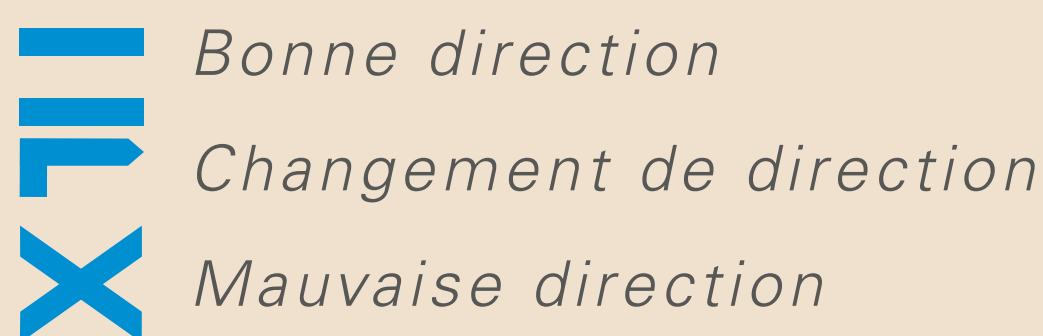 Bonne direction
Changement de direction
Mauvaise direction